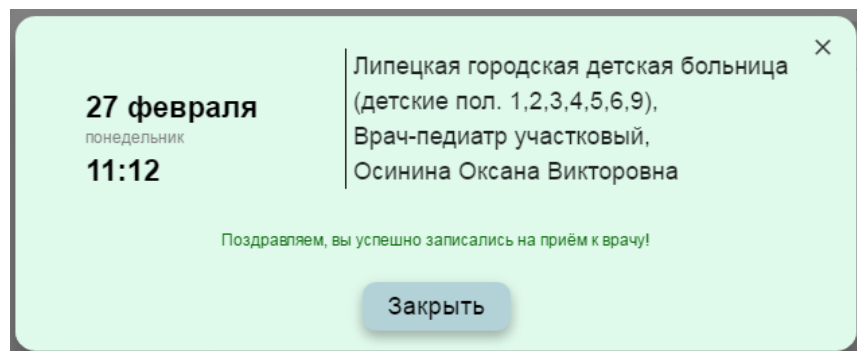 27 февраля
понедельник
11:12
Липецкая городская детская больница
(детские пол. 1,2,3,4,5,6,9),
Врач-педиатр участковый,
Осинина Оксана Викторовна
Поздравляем, вы успешно записались на приём к врачу!
Закрыть